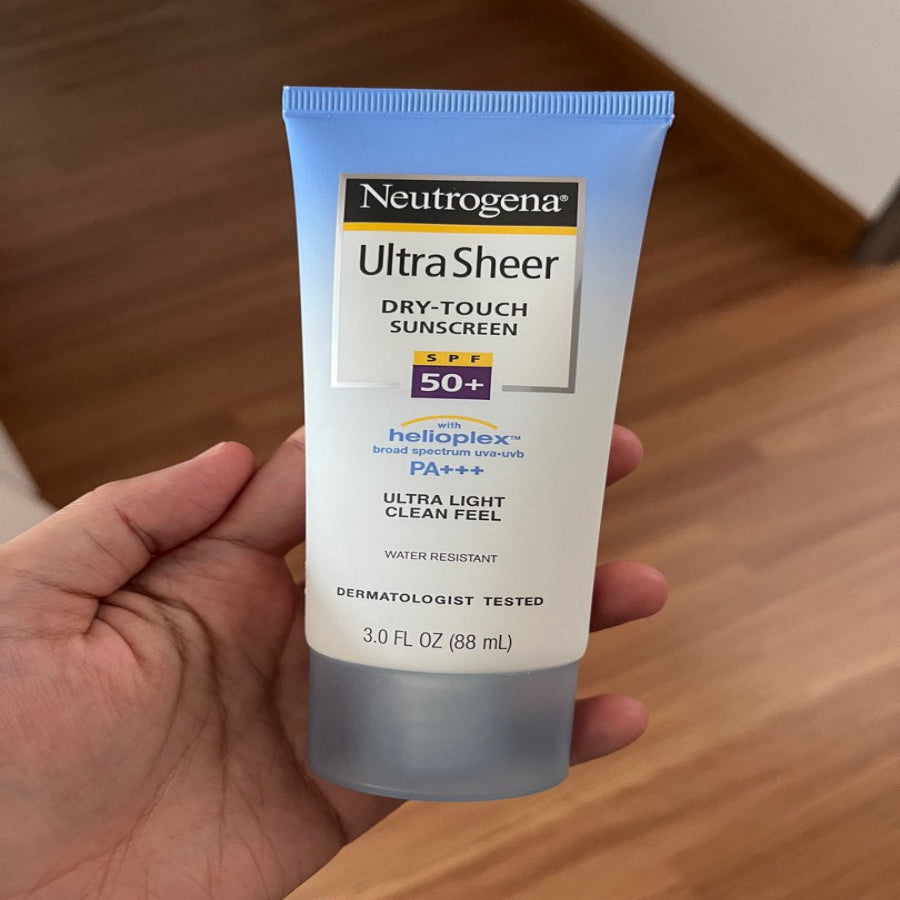 Neutrogena®
Ultra Sheer
DRY-TOUCH
SUNSCREEN
SPF
50+
with
helioplex™
broad spectrum uva•uvb
PA+++
ULTRA LIGHT
CLEAN FEEL
WATER RESISTANT
DERMATOLOGIST TESTED
3.0 FL OZ (88 mL)